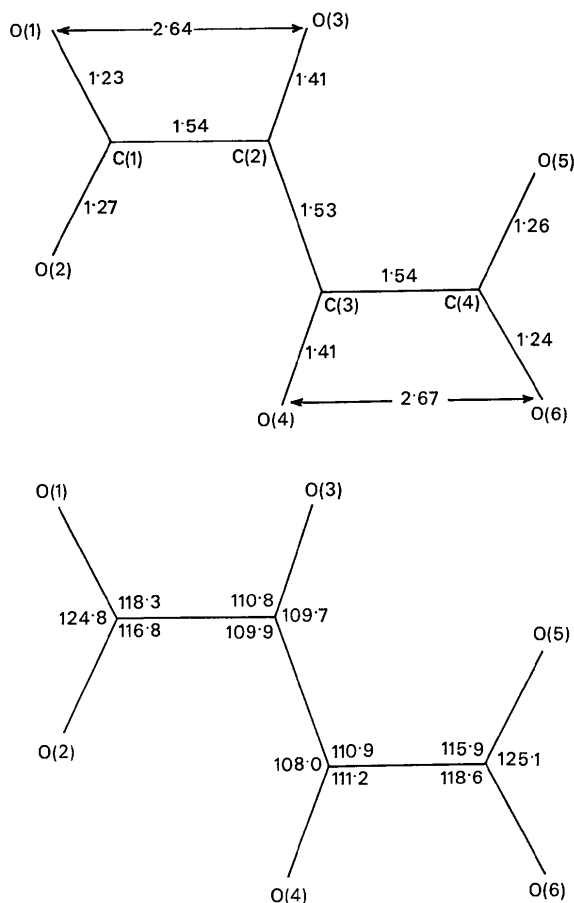 O(1)
2·64
O(3)
1·23
1·41
1·54
C(1)
C(2)
O(5)
1·27
1·53
1·26
O(2)
1·54
C(3)
C(4)
1·41
1·24
O(4)
2·67
O(6)
O(1)
O(3)
118·3
110·8
124·8
109·7
116·8
109·9
O(5)
O(2)
110·9
115·9
108·0
125·1
111·2
118·6
O(4)
O(6)